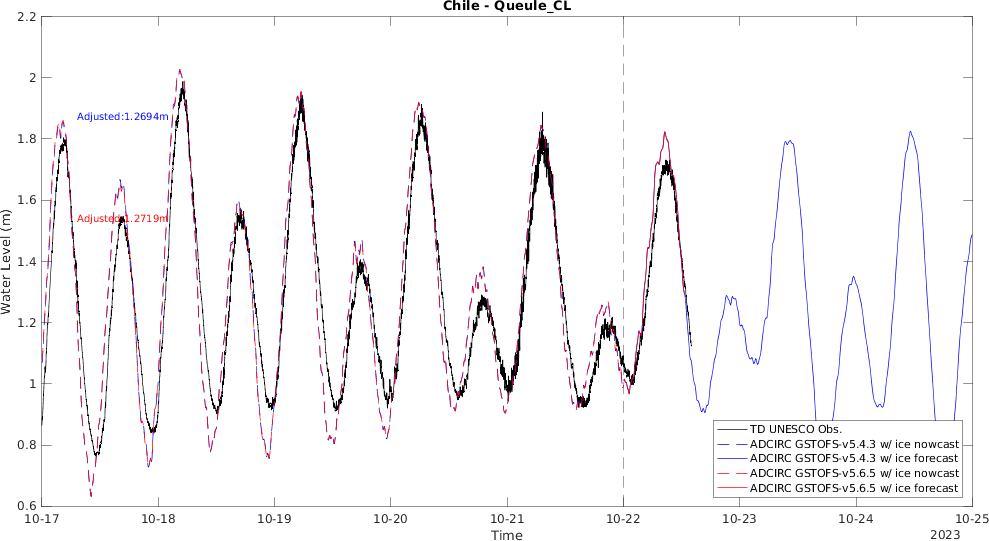 Chile - Queule_CL
2.2
2
1.8
1.6
1.4
1.2
1
0.8
0.6
Water Level (m)
Adjusted:1.2694m
Adjusted:1.2719m
TD UNESCO Obs.
ADCIRC GSTOFS-v5.4.3 w/ ice nowcast
ADCIRC GSTOFS-v5.4.3 w/ ice forecast
ADCIRC GSTOFS-v5.6.5 w/ ice nowcast
ADCIRC GSTOFS-v5.6.5 w/ ice forecast
10-17 10-18 10-19 10-20 10-21 10-22 10-23 10-24 10-25
Time
2023